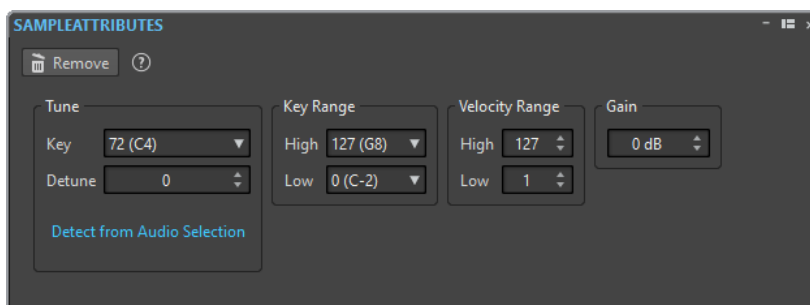 SAMPLEATTRIBUTES
Remove ?
Tune
Key 72 (C4)
Detune 0
Detect from Audio Selection
Key Range
High 127 (G8)
Low 0 (C-2)
Velocity Range
High 127
Low 1
Gain
0 dB